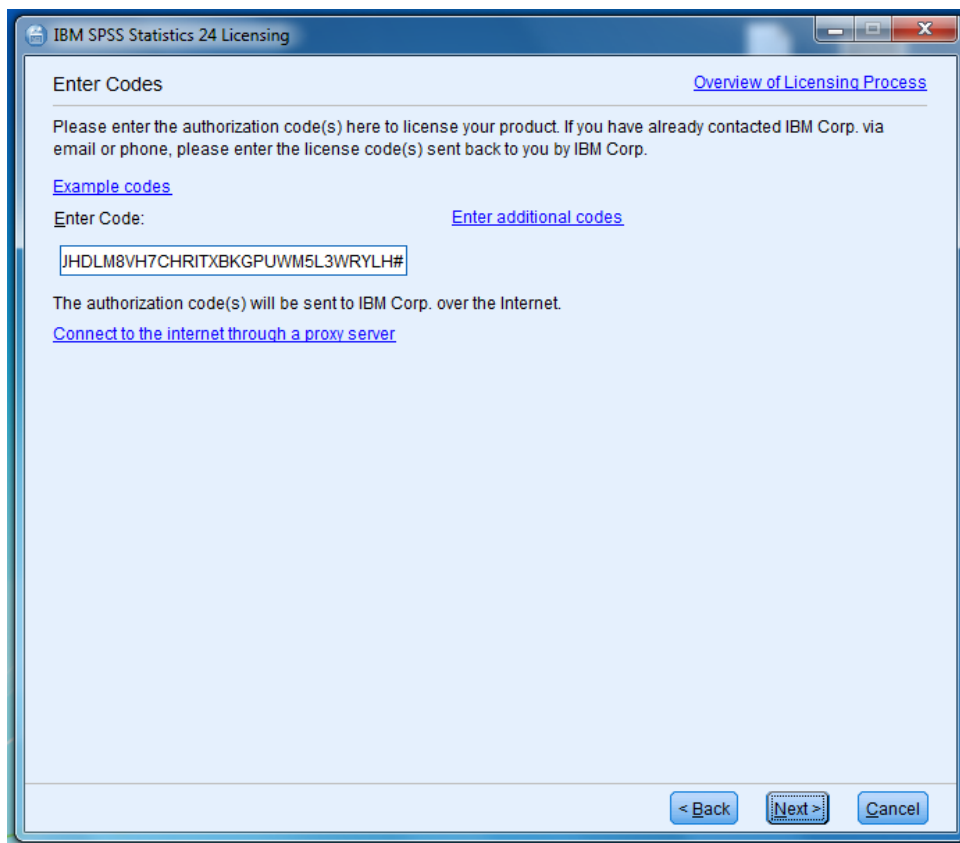 IBM SPSS Statistics 24 Licensing
Enter Codes
Overview of Licensing Process
Please enter the authorization code(s) here to license your product. If you have already contacted IBM Corp. via
email or phone, please enter the license code(s) sent back to you by IBM Corp.
Example codes
Enter Code:
Enter additional codes
JHDLM8VH7CHRITXBKGPUWM5L3WRYLH#
The authorization code(s) will be sent to IBM Corp. over the Internet.
Connect to the internet through a proxy server
< Back
Next >
Cancel